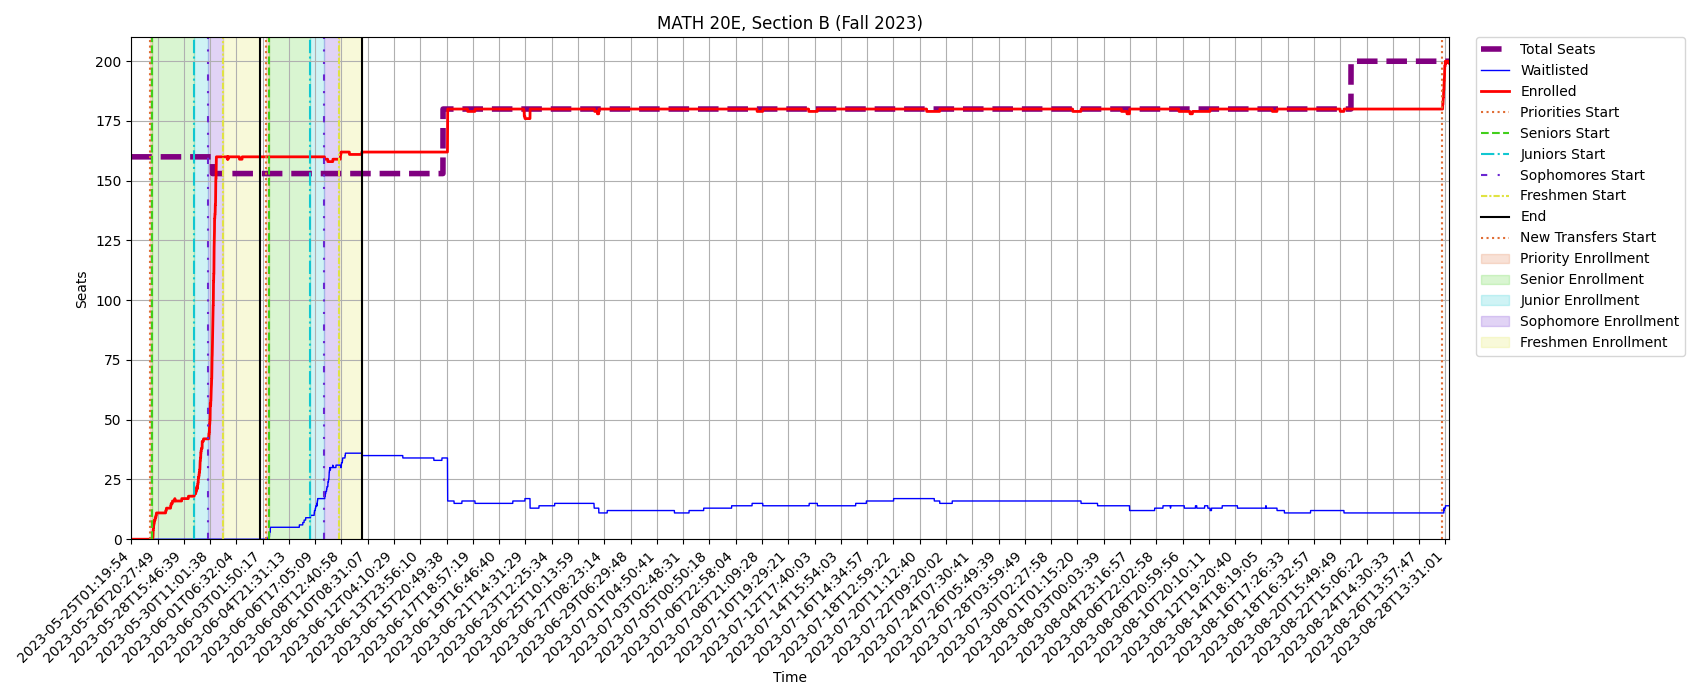 MATH 20E, Section B (Fall 2023)
Seats
200
175
150
125
100
75
50
25
0
2023-05-25T01:19:54
2023-05-26T20:27:49
2023-05-28T15:46:39
2023-05-30T11:01:38
2023-06-01T06:32:04
2023-06-03T01:50:17
2023-06-04T21:31:13
2023-06-06T17:05:09
2023-06-08T12:40:58
2023-06-10T08:31:07
2023-06-12T04:10:29
2023-06-13T23:56:10
2023-06-15T20:49:38
2023-06-17T18:57:19
2023-06-19T16:46:40
2023-06-21T14:31:29
2023-06-23T12:25:34
2023-06-25T10:13:59
2023-06-27T08:23:14
2023-06-29T06:29:48
2023-07-01T04:50:41
2023-07-03T02:48:31
2023-07-05T00:50:18
2023-07-06T22:58:04
2023-07-08T21:09:28
2023-07-10T19:29:21
2023-07-12T17:40:03
2023-07-14T15:54:03
2023-07-16T14:34:57
2023-07-18T12:59:22
2023-07-20T11:12:40
2023-07-22T09:20:02
2023-07-24T07:30:41
2023-07-26T05:49:39
2023-07-28T03:59:49
2023-07-30T02:27:58
2023-08-01T01:15:20
2023-08-03T00:03:39
2023-08-04T23:16:57
2023-08-06T22:02:58
2023-08-08T20:59:56
2023-08-10T20:10:11
2023-08-12T19:20:40
2023-08-14T18:19:05
2023-08-16T17:26:33
2023-08-18T16:32:57
2023-08-20T15:49:49
2023-08-22T15:06:22
2023-08-24T14:30:33
2023-08-26T13:57:47
2023-08-28T13:31:01
Time
Total Seats
Waitlisted
Enrolled
Priorities Start
Seniors Start
Juniors Start
Sophomores Start
Freshmen Start
End
New Transfers Start
Priority Enrollment
Senior Enrollment
Junior Enrollment
Sophomore Enrollment
Freshmen Enrollment